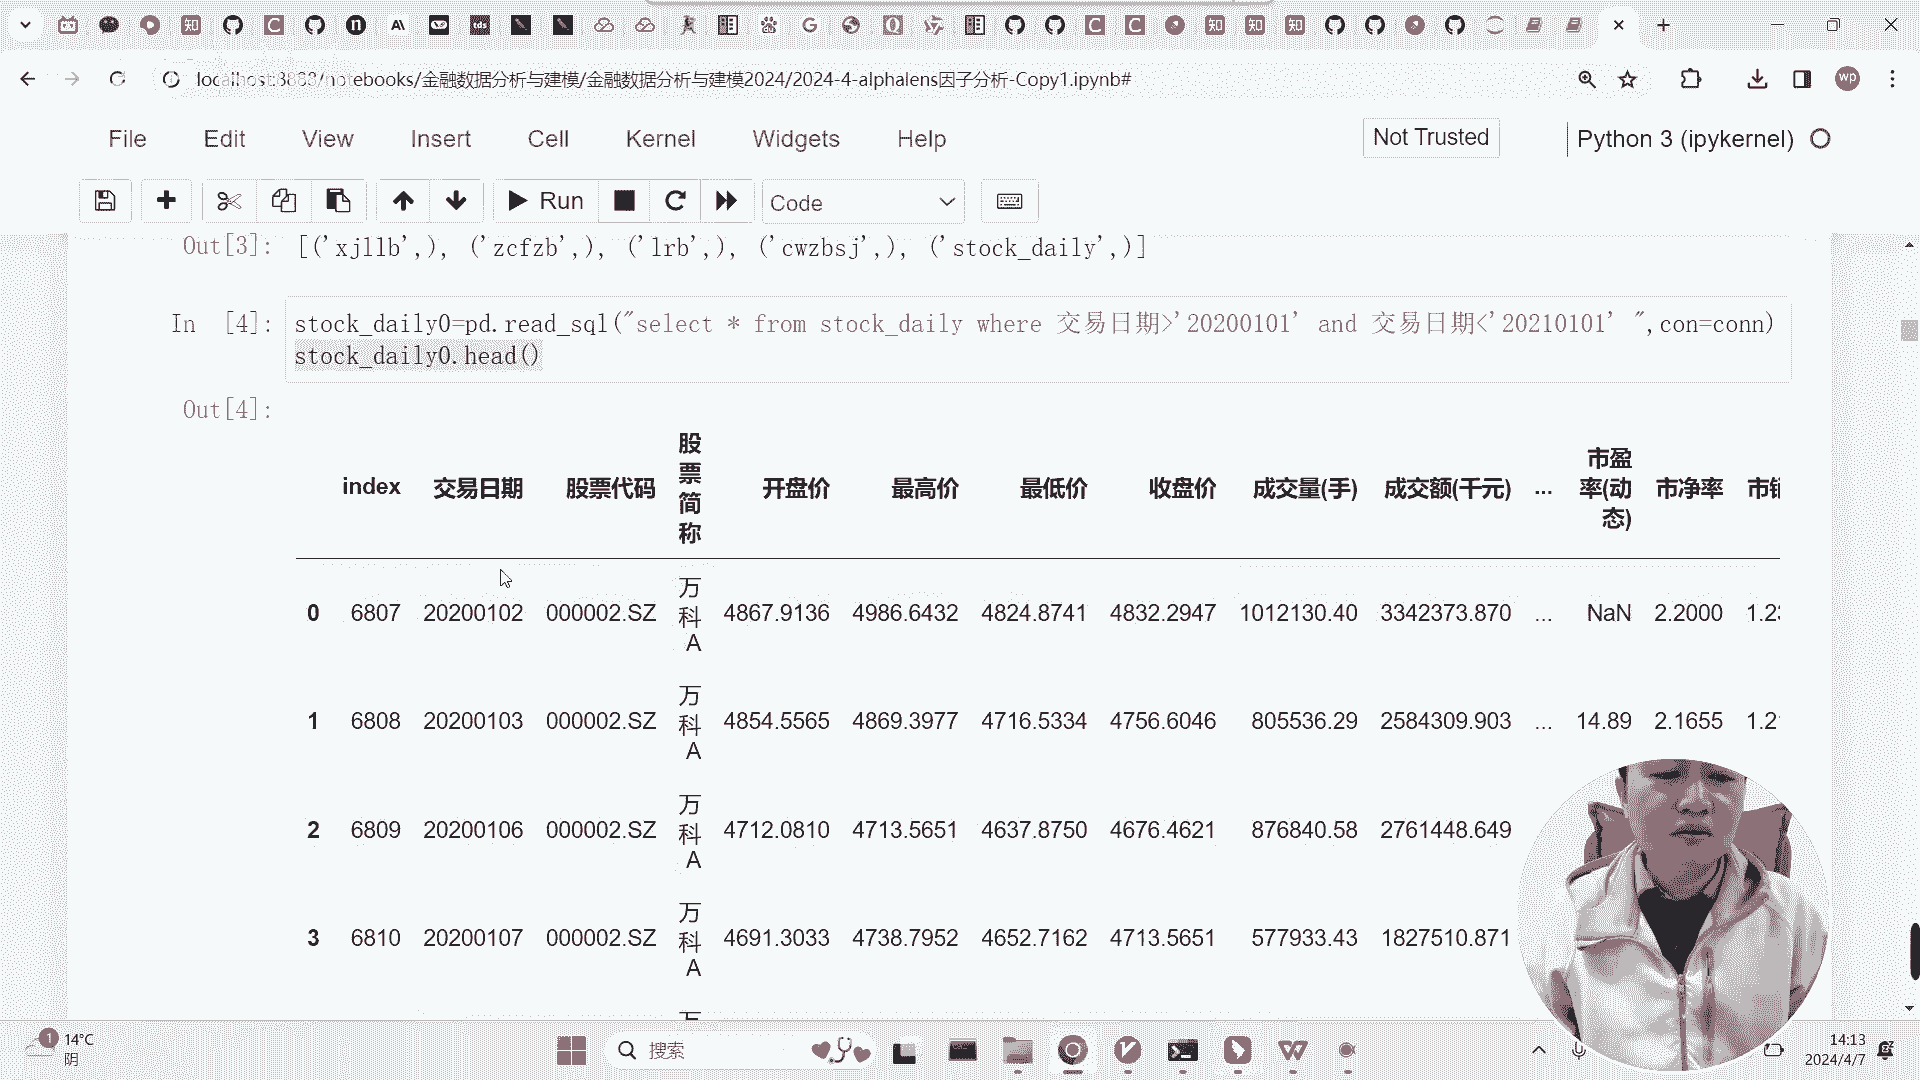 localhost:8888/notebooks/金融数据分析与建模/金融数据分析与建模2024/2024-4-alphalens因子分析-Copy1.ipynb#
wp
File Edit View Insert Cell Kernel Widgets Help
Not Trusted
Python 3 (ipykernel)
Run
Code
Out[3]: [('xjllb',), ('zcfzb',), ('lrb',), ('cwzbsj',), ('stock_daily',)]
In [4]: stock_daily0=pd.read_sql("select * from stock_daily where 交易日期>'20200101' and 交易日期<'20210101' ",con=conn)
stock_daily0.head()
Out[4]:
index 交易日期 股票代码 股票简称 开盘价 最高价 最低价 收盘价 成交量(手) 成交额(千元) ... 市盈率(动态) 市净率 市
0 6807 20200102 000002.SZ 万科A 4867.9136 4986.6432 4824.8741 4832.2947 1012130.40 3342373.870 ... NaN 2.2000 1.2
1 6808 20200103 000002.SZ 万科A 4854.5565 4869.3977 4716.5334 4756.6046 805536.29 2584309.903 ... 14.89 2.1655 1.2
2 6809 20200106 000002.SZ 万科A 4712.0810 4713.5651 4637.8750 4676.4621 876840.58 2761448.649
3 6810 20200107 000002.SZ 万科A 4691.3033 4738.7952 4652.7162 4713.5651 577933.43 1827510.871
1 14°C
阴
搜索
14:13
2024/4/7